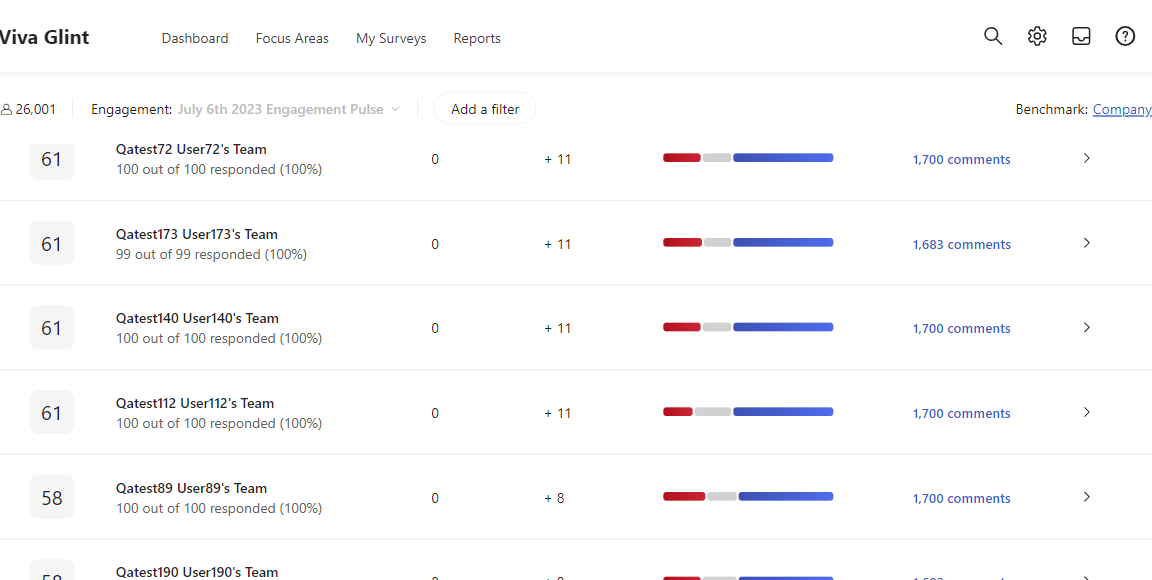 Viva Glint
Dashboard Focus Areas My Surveys Reports
26,001 Engagement: July 6th 2023 Engagement Pulse Add a filter Benchmark: Company
61 Qatest72 User72's Team 0 + 11 1,700 comments
100 out of 100 responded (100%)
61 Qatest173 User173's Team 0 + 11 1,683 comments
99 out of 99 responded (100%)
61 Qatest140 User140's Team 0 + 11 1,700 comments
100 out of 100 responded (100%)
61 Qatest112 User112's Team 0 + 11 1,700 comments
100 out of 100 responded (100%)
58 Qatest89 User89's Team 0 + 8 1,700 comments
100 out of 100 responded (100%)
Qatest190 User190's Team